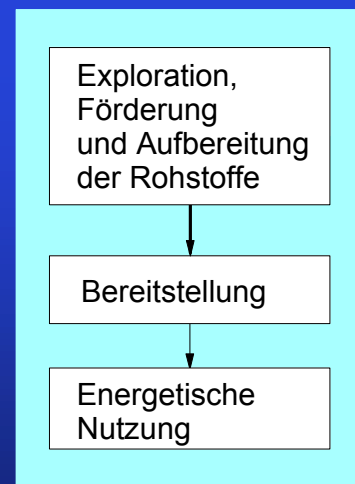 Exploration,
Förderung
und Aufbereitung
der Rohstoffe
Bereitstellung
Energetische
Nutzung